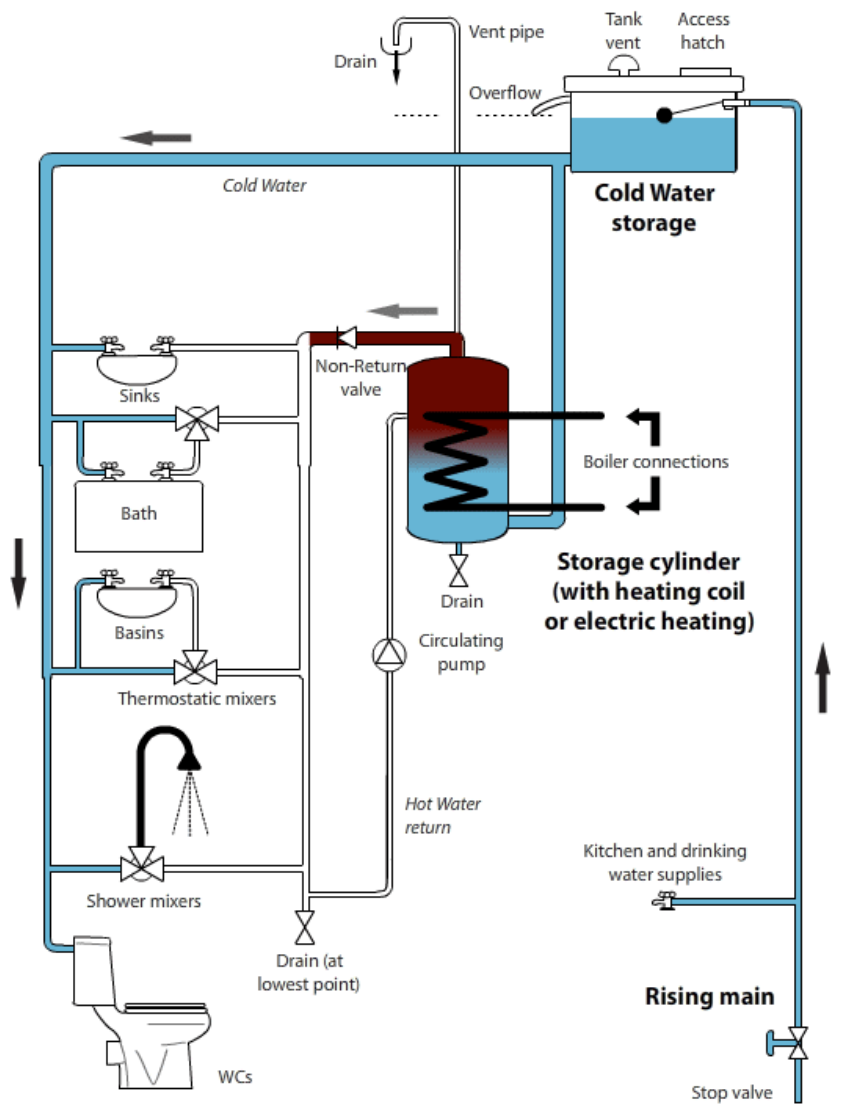 Vent pipe
Tank
vent
Access
hatch
Drain
Overflow
Cold Water
Cold Water
storage
Non-Return
valve
Sinks
Boiler connections
Bath
Storage cylinder
(with heating coil
or electric heating)
Drain
Basins
Circulating
pump
Thermostatic mixers
Hot Water
return
Kitchen and drinking
water supplies
Shower mixers
Drain (at
lowest point)
Rising main
WCs
Stop valve